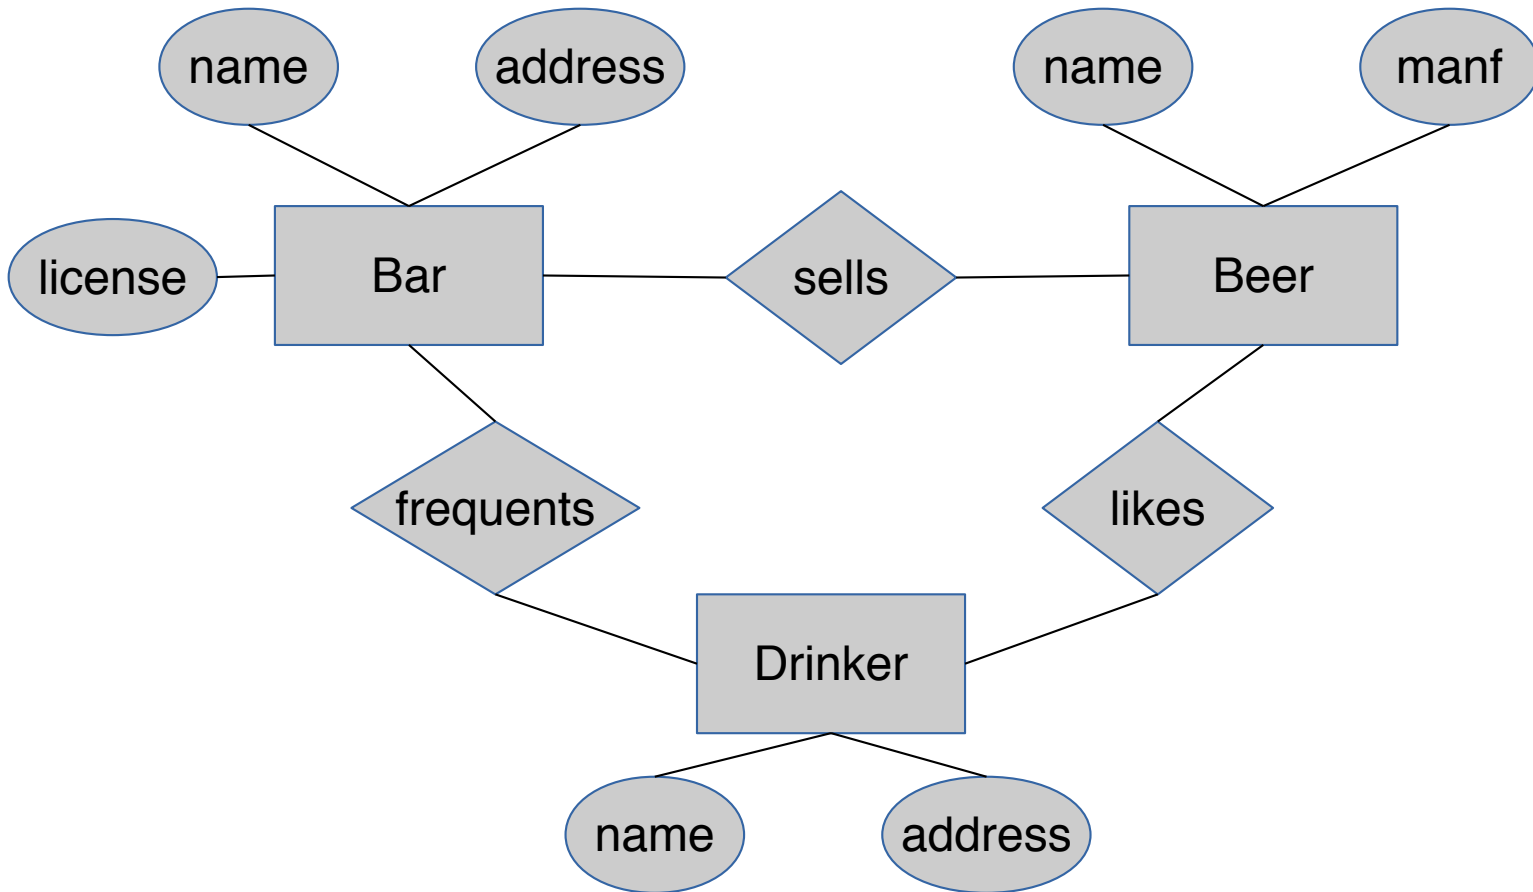 name
address
name
manf
license
Bar
sells
Beer
frequents
likes
Drinker
name
address